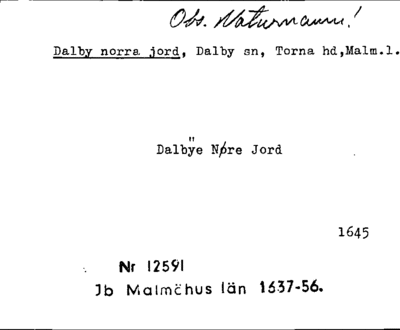 Obs. Naturnamn!
Dalby norra jord, Dalby sn, Torna hd,Malm.l.
Dalbÿe Nøre Jord
1645
Nr 12591
Jb Malmöhus län 1637-56.